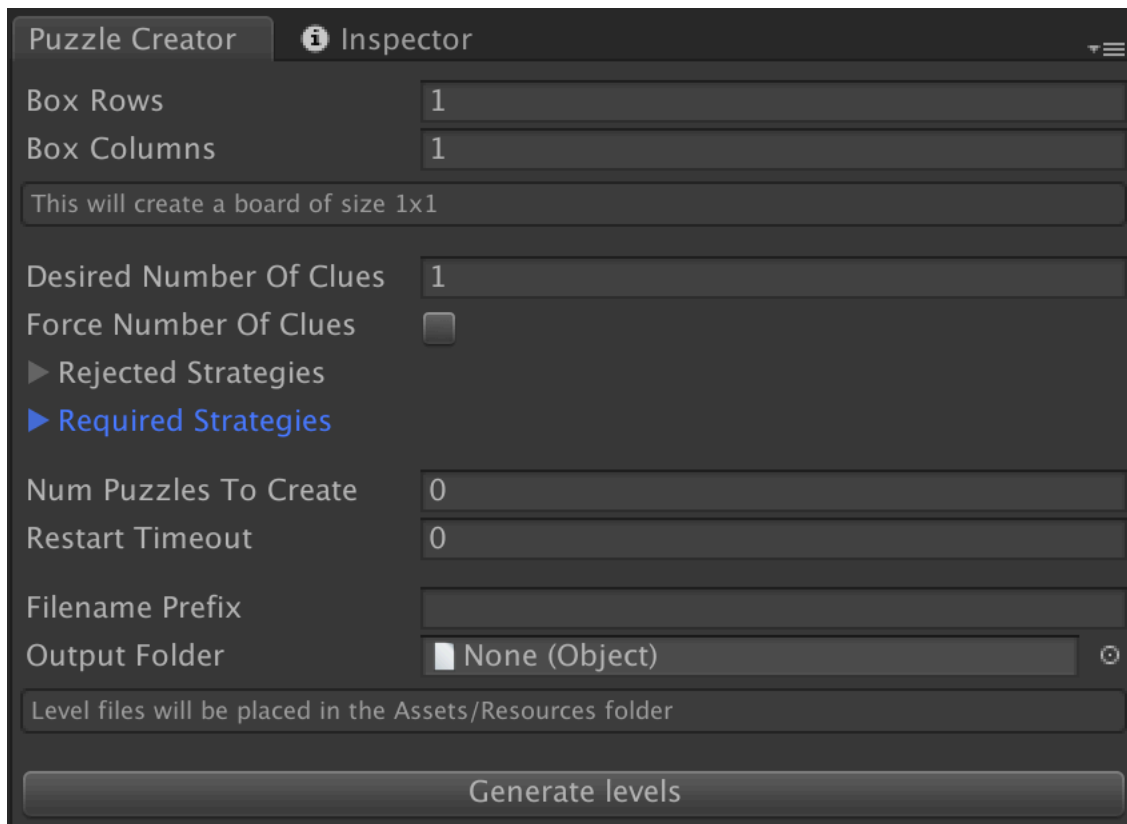 Puzzle Creator Inspector
Box Rows 1
Box Columns 1
This will create a board of size 1x1
Desired Number Of Clues 1
Force Number Of Clues
Rejected Strategies
Required Strategies
Num Puzzles To Create 0
Restart Timeout 0
Filename Prefix
Output Folder None (Object)
Level files will be placed in the Assets/Resources folder
Generate levels